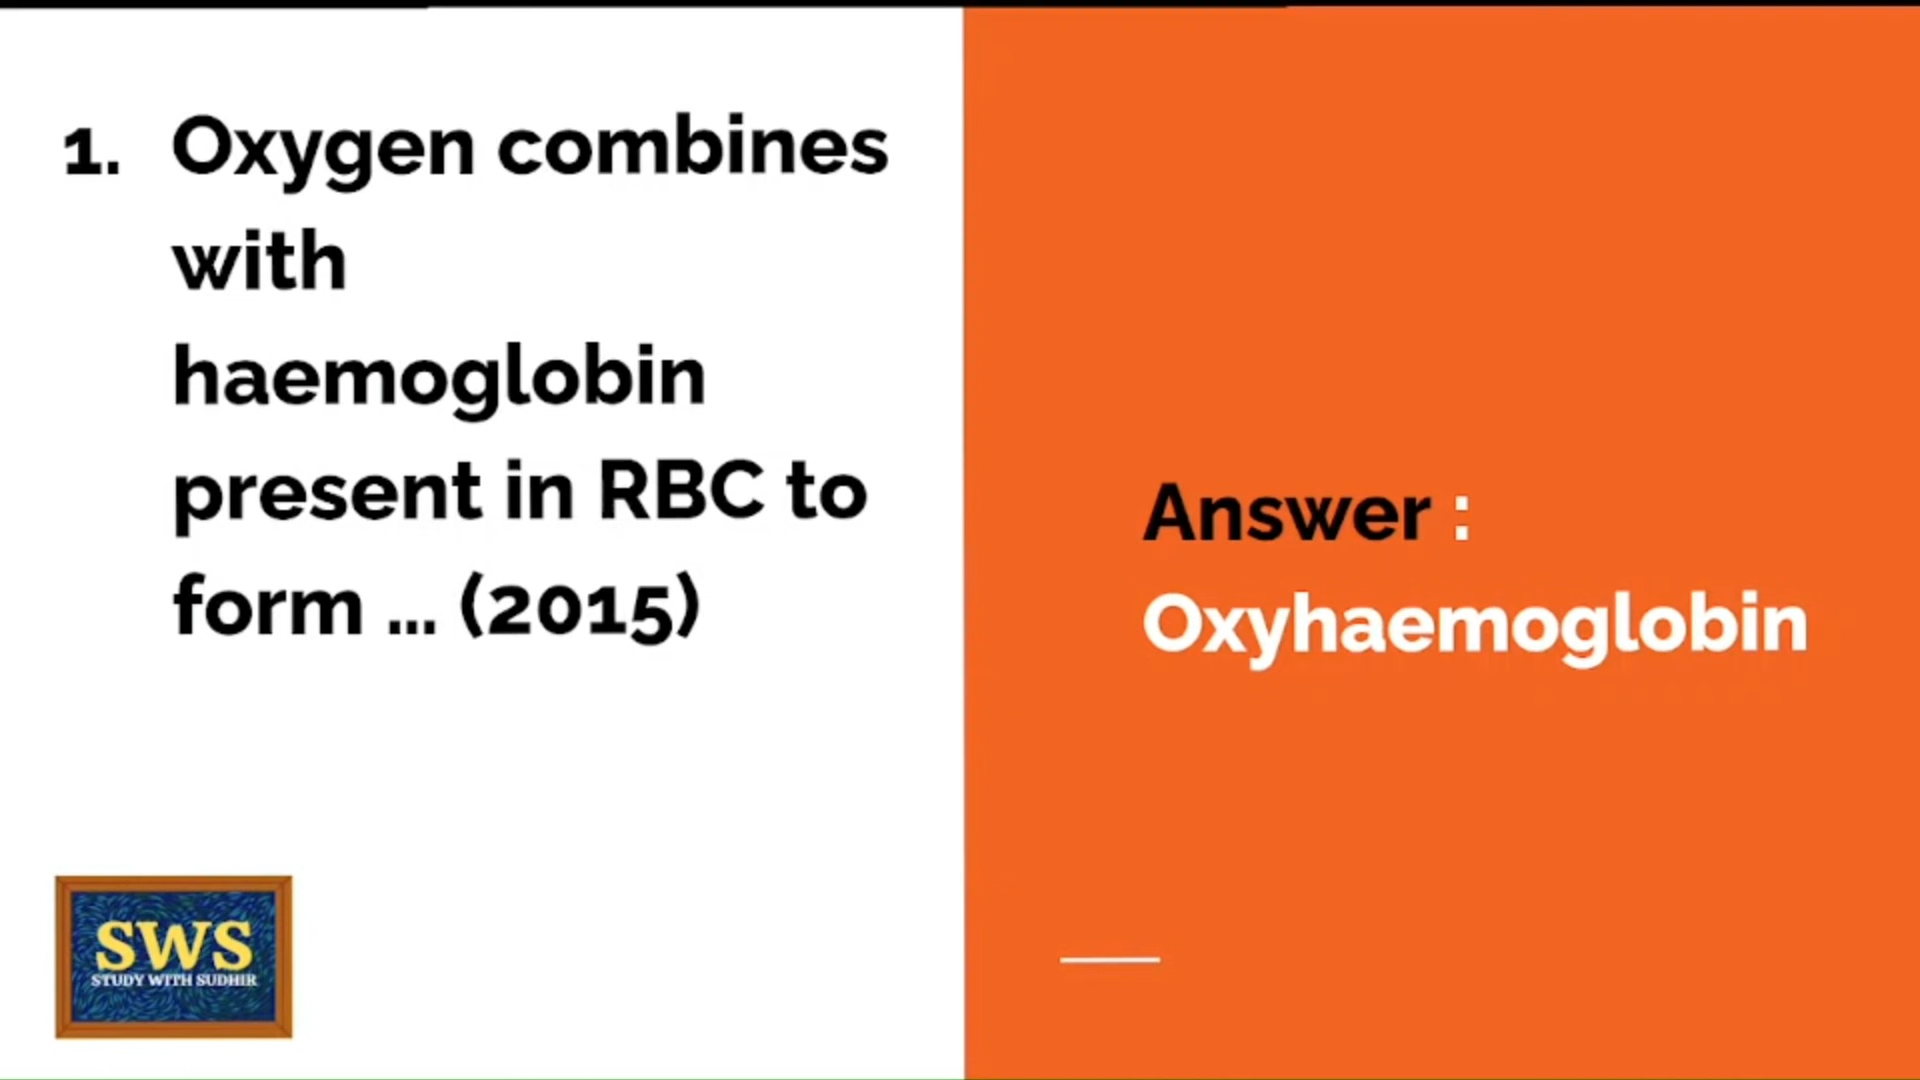 1. Oxygen combines
with
haemoglobin
present in RBC to
form ... (2015)
Answer :
Oxyhaemoglobin
SWS
STUDY WITH SUDHIR